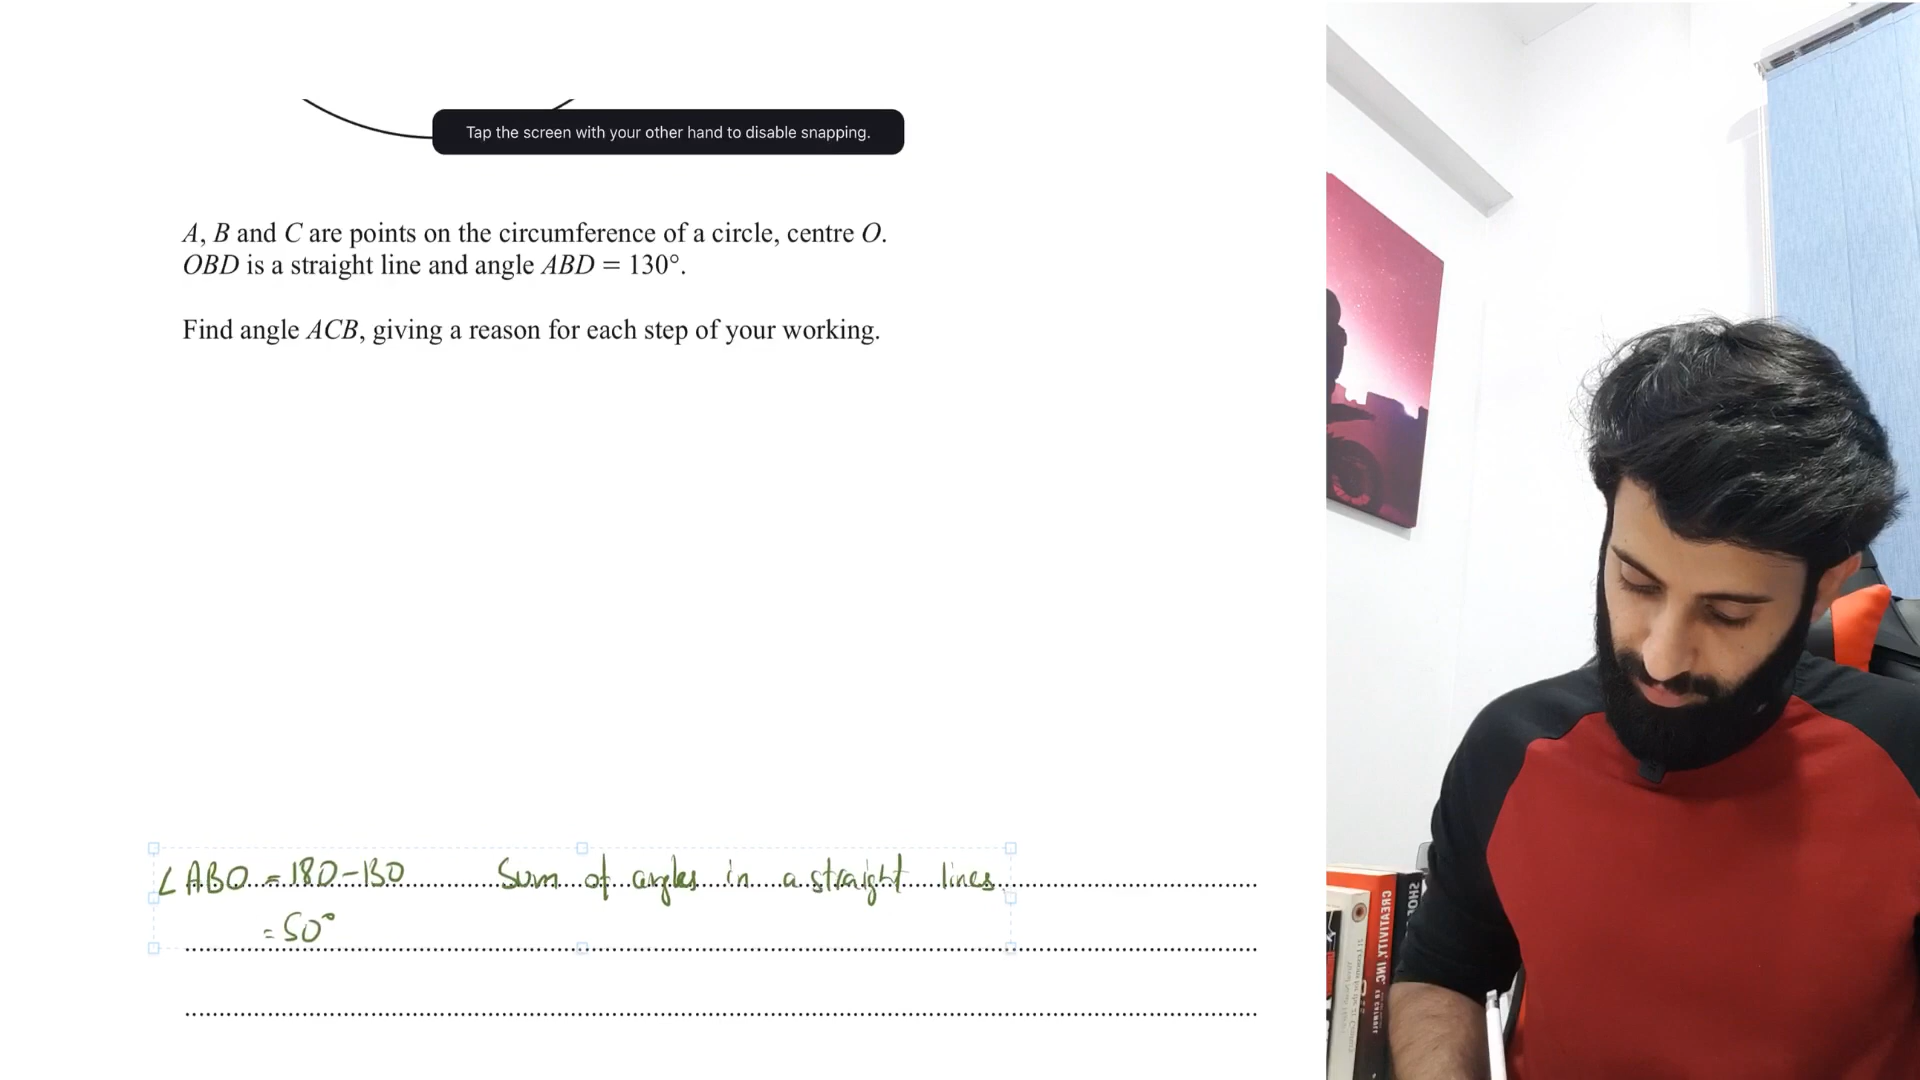 Tap the screen with your other hand to disable snapping.
A, B and C are points on the circumference of a circle, centre O.
OBD is a straight line and angle ABD = 130°.
Find angle ACB, giving a reason for each step of your working.
∠ABO = 180-130 Sum of angles in a straight lines
= 50°
CREATIVITY, INC